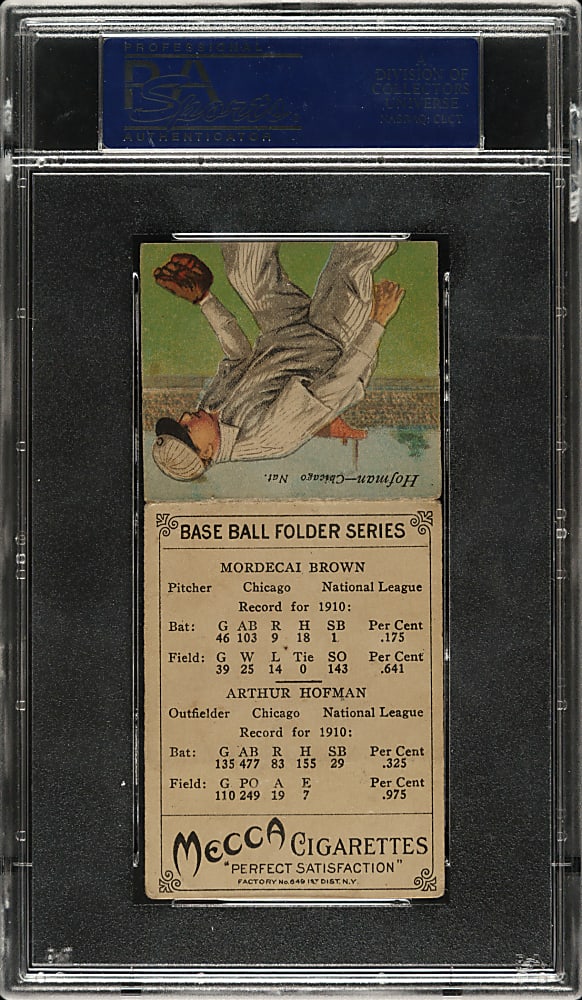 PROFESSIONAL
PSA
Sports
AUTHENTICATOR
A
DIVISION OF
COLLECTORS
UNIVERSE
NASDAQ: CLCT
Hofman—Chicago Nat.
BASE BALL FOLDER SERIES
MORDECAI BROWN
Pitcher Chicago National League
Record for 1910:
Bat: G AB R H SB Per Cent
46 103 9 18 1 .175
Field: G W L Tie SO Per Cent
39 25 14 0 143 .641
ARTHUR HOFMAN
Outfielder Chicago National League
Record for 1910:
Bat: G AB R H SB Per Cent
135 477 83 155 29 .325
Field: G PO A E Per Cent
110 249 19 7 .975
MECCA CIGARETTES
"PERFECT SATISFACTION"
FACTORY No. 649 1ST DIST. N.Y.